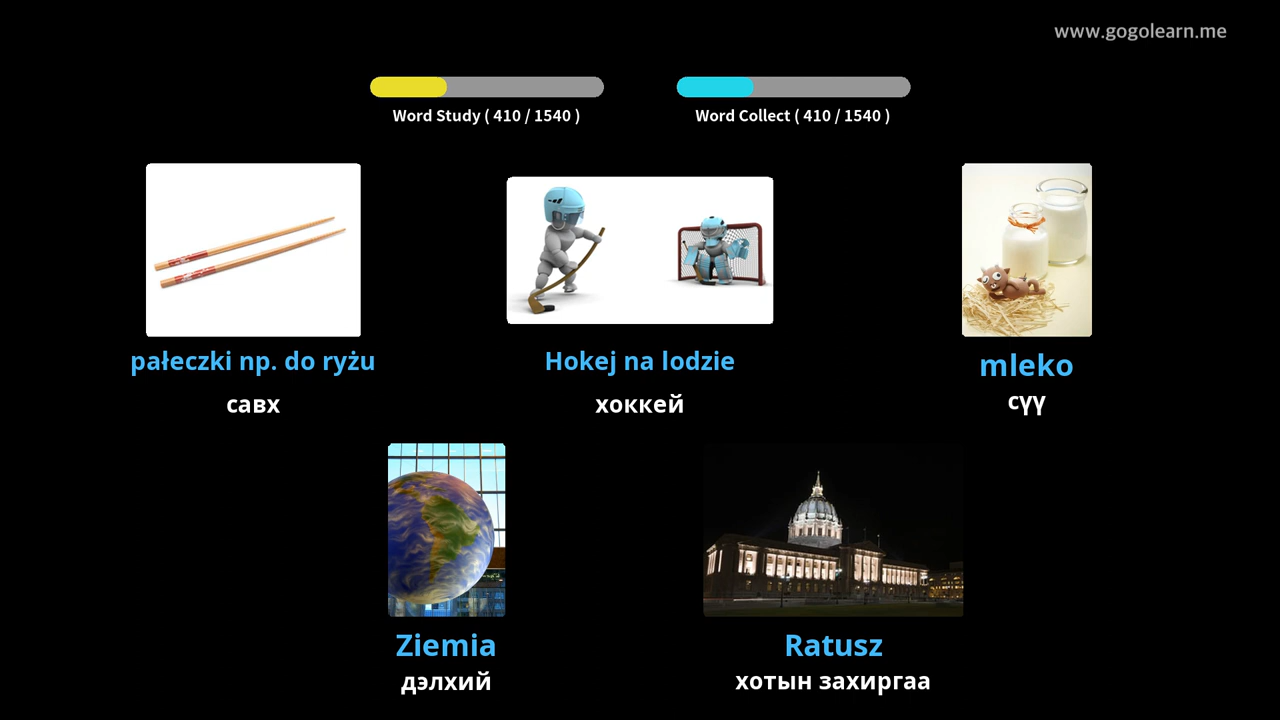 www.gogolearn.me
Word Study ( 410 / 1540 )
Word Collect ( 410 / 1540 )
pałeczki np. do ryżu
Hokej na lodzie
mleko
савх
хоккей
сүү
Ziemia
Ratusz
дэлхий
хотын захиргаа